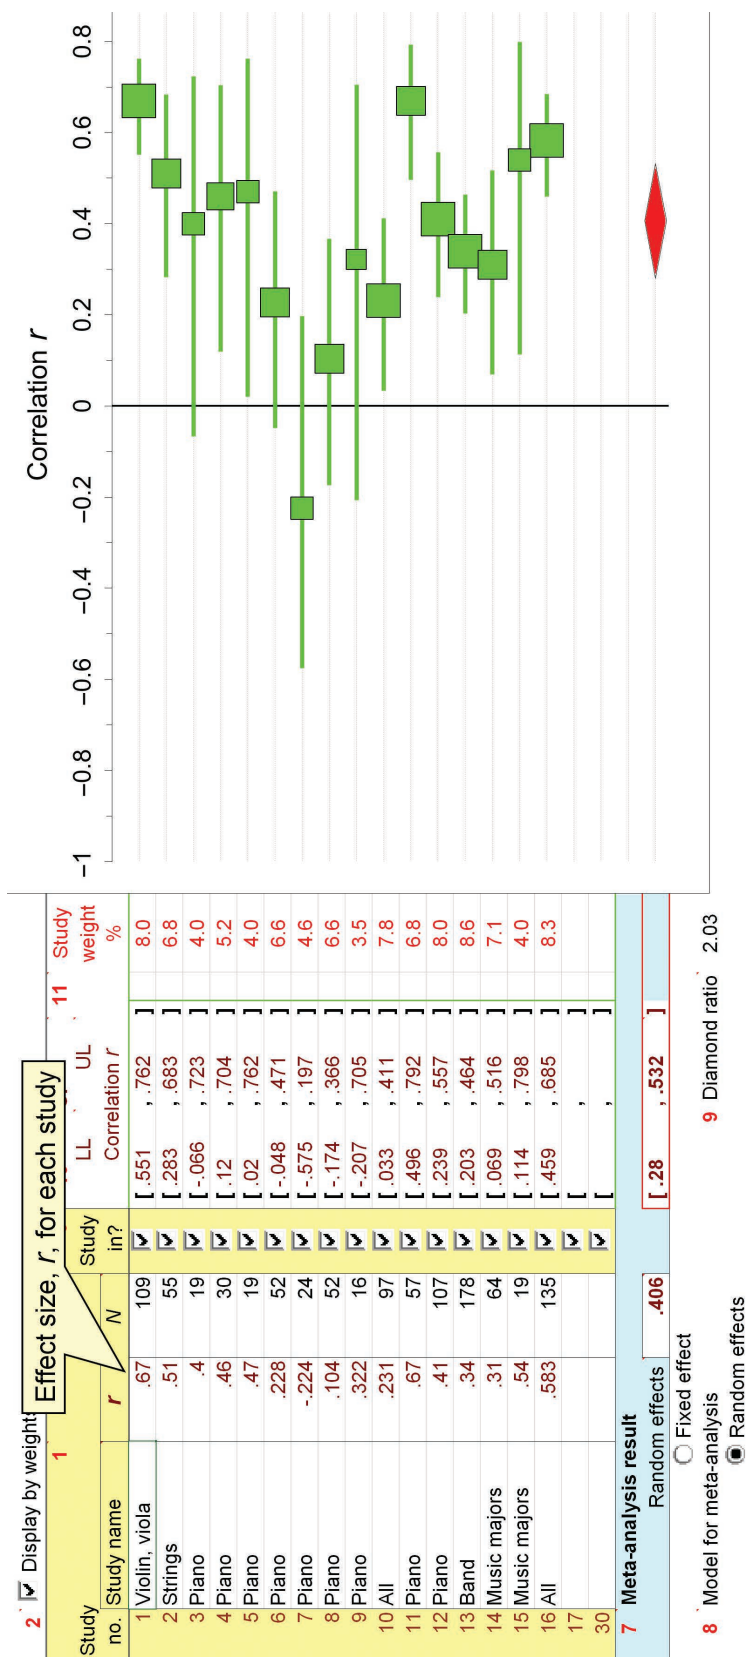 2 Display by weight
Effect size, r, for each study
1
11
Study no. Study name r N Study in? LL UL Study weight %
Correlation r
1 Violin, viola .67 109 [ .551 , .762 ] 8.0
2 Strings .51 55 [ .283 , .683 ] 6.8
3 Piano .4 19 [ -.066 , .723 ] 4.0
4 Piano .46 30 [ .12 , .704 ] 5.2
5 Piano .47 19 [ .02 , .762 ] 4.0
6 Piano .228 52 [ -.048 , .471 ] 6.6
7 Piano -.224 24 [ -.575 , .197 ] 4.6
8 Piano .104 52 [ -.174 , .366 ] 6.6
9 Piano .322 16 [ -.207 , .705 ] 3.5
10 All .231 97 [ .033 , .411 ] 7.8
11 Piano .67 57 [ .496 , .792 ] 6.8
12 Piano .41 107 [ .239 , .557 ] 8.0
13 Band .34 178 [ .203 , .464 ] 8.6
14 Music majors .31 64 [ .069 , .516 ] 7.1
15 Music majors .54 19 [ .114 , .798 ] 4.0
16 All .583 135 [ .459 , .685 ] 8.3
17 [ , ]
30 [ , ]
7 Meta-analysis result
Random effects .406 [ .28 , .532 ]
Fixed effect
8 Model for meta-analysis
Random effects
9 Diamond ratio 2.03
Correlation r
−1 −0.8 −0.6 −0.4 −0.2 0 0.2 0.4 0.6 0.8